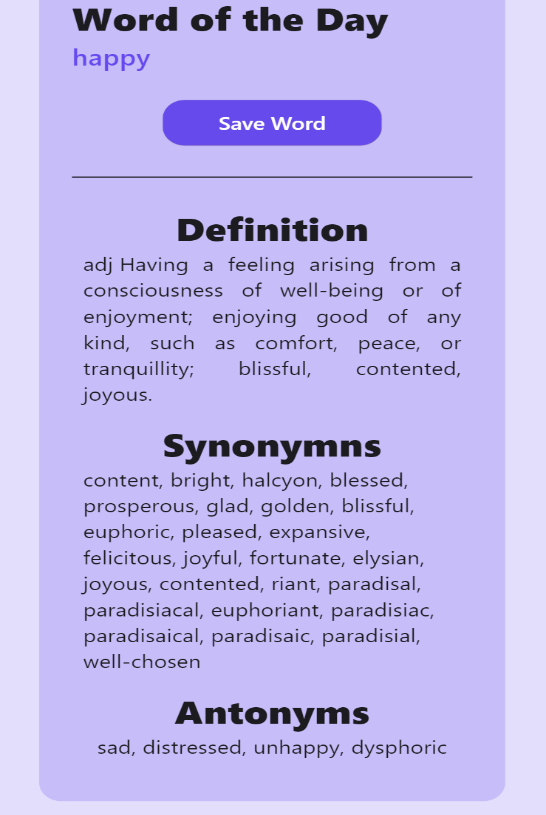 Word of the Day
happy
Save Word
Definition
adj Having a feeling arising from a
consciousness of well-being or of
enjoyment; enjoying good of any
kind, such as comfort, peace, or
tranquillity; blissful, contented,
joyous.
Synonymns
content, bright, halcyon, blessed,
prosperous, glad, golden, blissful,
euphoric, pleased, expansive,
felicitous, joyful, fortunate, elysian,
joyous, contented, riant, paradisal,
paradisiacal, euphoriant, paradisiac,
paradisaical, paradisaic, paradisial,
well-chosen
Antonyms
sad, distressed, unhappy, dysphoric